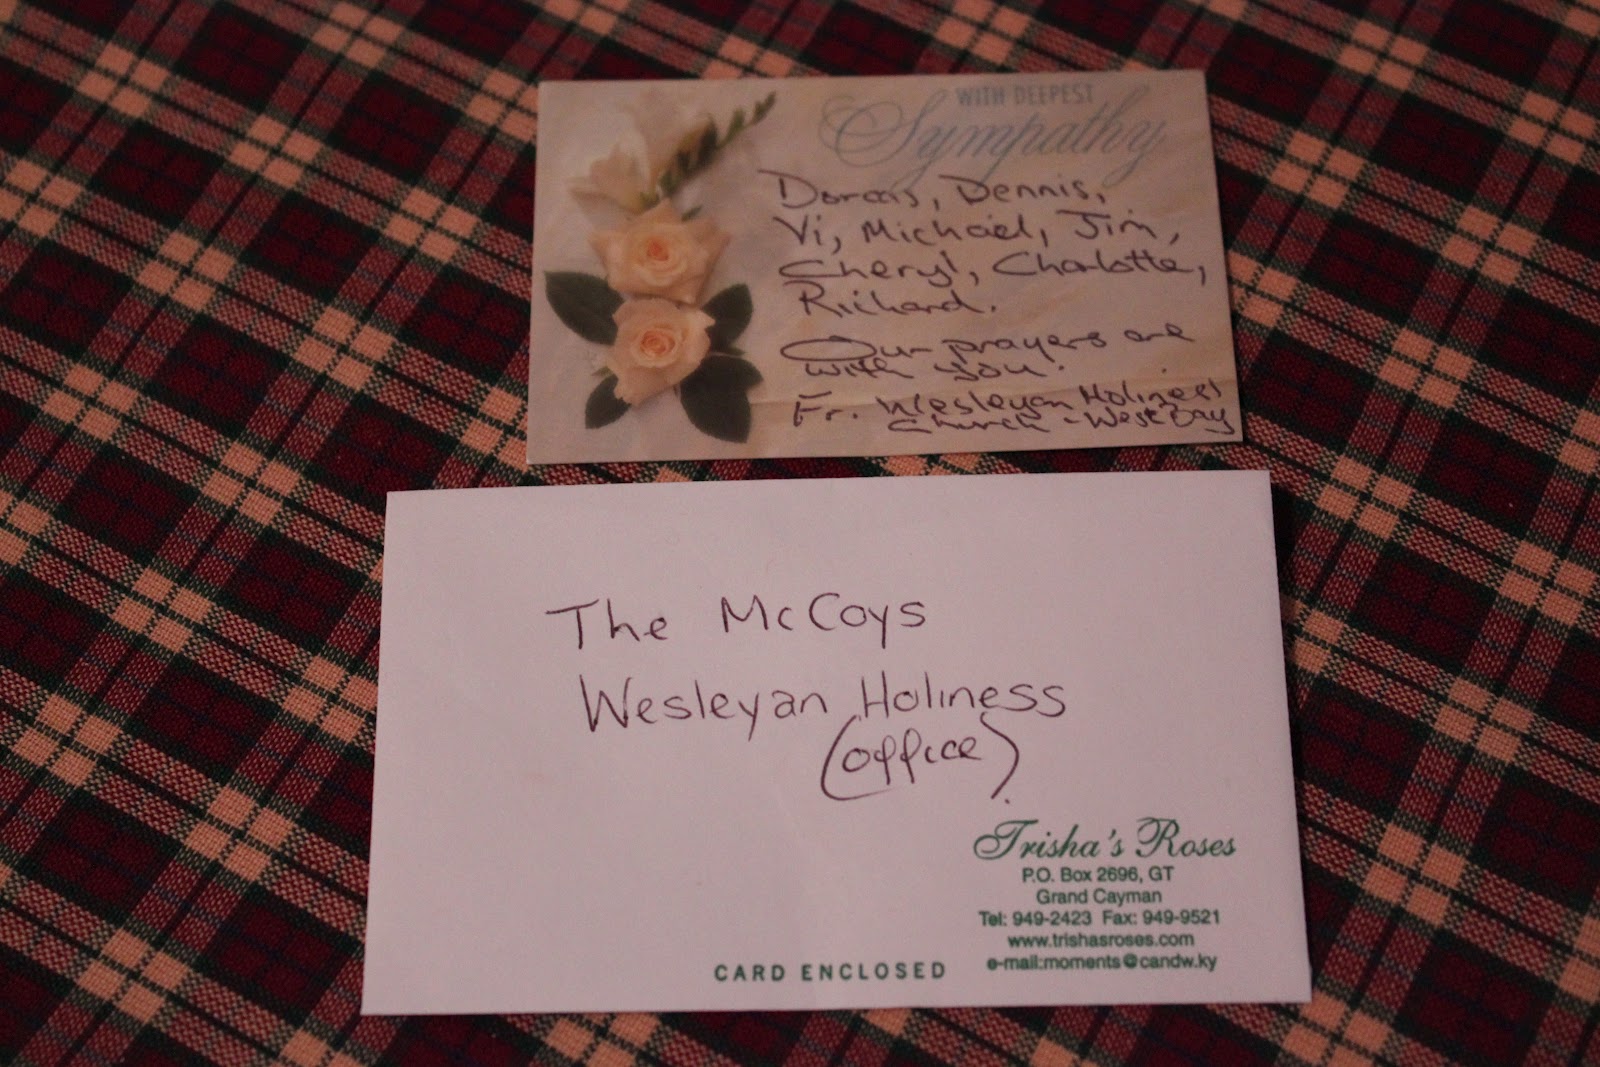 WITH DEEPEST
Sympathy
Dorcas, Dennis,
Vi, Michael, Jim,
Cheryl, Charlotte,
Richard.
Our prayers are
with you.
Fr. Wesleyan Holiness
Church - West Bay
The McCoys
Wesleyan Holiness
(office)
Trisha's Roses
P.O. Box 2696, GT
Grand Cayman
Tel: 949-2423 Fax: 949-9521
www.trishasroses.com
e-mail:moments@candw.ky
CARD ENCLOSED